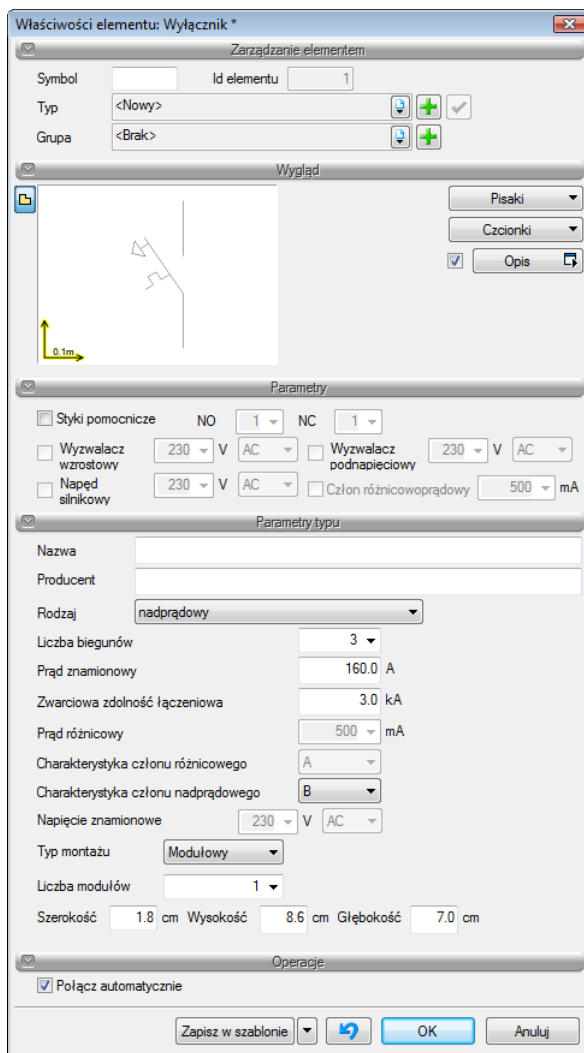 Właściwości elementu: Wyłącznik *
Zarządzanie elementem
Symbol Id elementu 1
Typ <Nowy>
Grupa <Brak>
Wygląd
Pisaki
Czcionki
Opis
0.1m
Parametry
Styki pomocnicze NO 1 NC 1
Wyzwalacz wzrostowy 230 V AC Wyzwalacz podnapięciowy 230 V AC
Napęd silnikowy 230 V AC Człon różnicowoprądowy 500 mA
Parametry typu
Nazwa
Producent
Rodzaj nadprądowy
Liczba biegunów 3
Prąd znamionowy 160.0 A
Zwarciowa zdolność łączeniowa 3.0 kA
Prąd różnicowy 500 mA
Charakterystyka członu różnicowego A
Charakterystyka członu nadprądowego B
Napięcie znamionowe 230 V AC
Typ montażu Modułowy
Liczba modułów 1
Szerokość 1.8 cm Wysokość 8.6 cm Głębokość 7.0 cm
Operacje
Połącz automatycznie
Zapisz w szablonie OK Anuluj